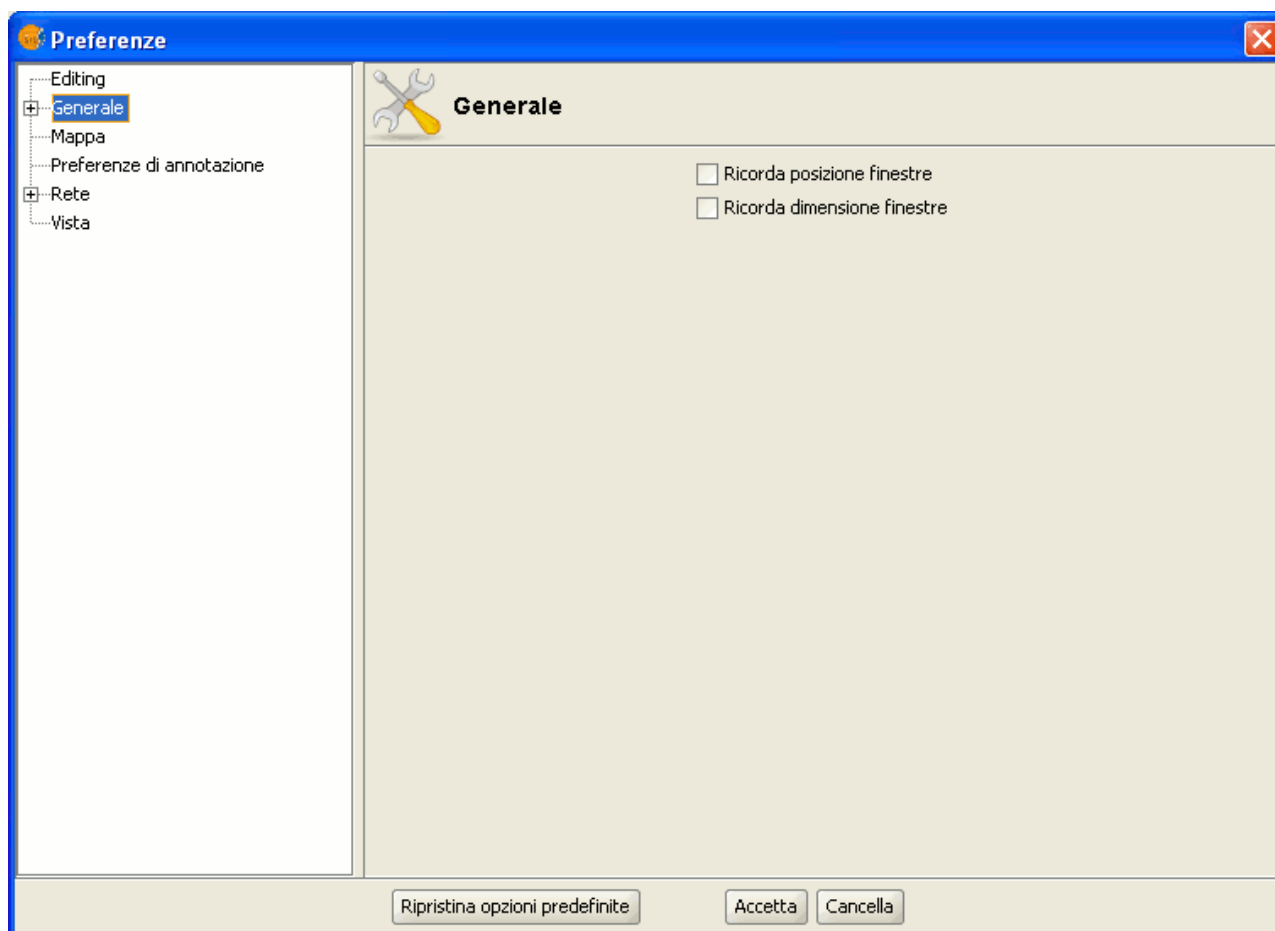 Preferenze
Editing
Generale
Mappa
Preferenze di annotazione
Rete
Vista
Generale
Ricorda posizione finestre
Ricorda dimensione finestre
Ripristina opzioni predefinite
Accetta
Cancella